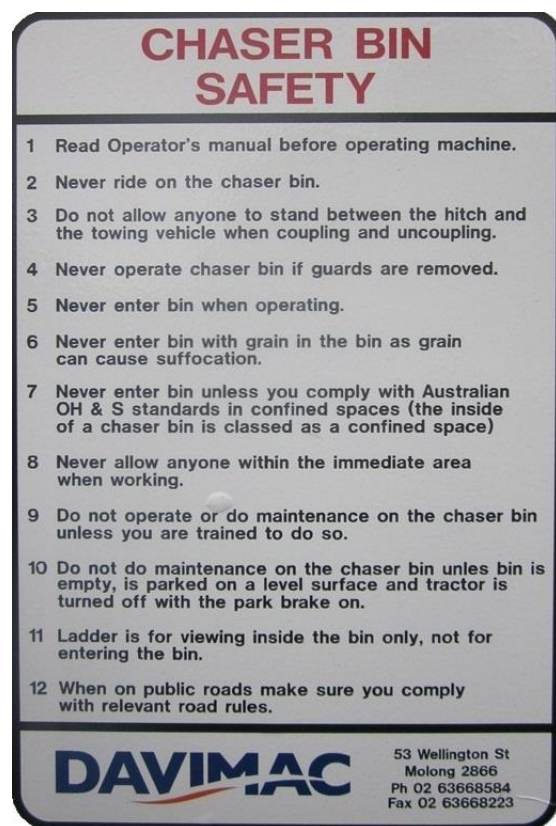 CHASER BIN
SAFETY
1 Read Operator's manual before operating machine.
2 Never ride on the chaser bin.
3 Do not allow anyone to stand between the hitch and
the towing vehicle when coupling and uncoupling.
4 Never operate chaser bin if guards are removed.
5 Never enter bin when operating.
6 Never enter bin with grain in the bin as grain
can cause suffocation.
7 Never enter bin unless you comply with Australian
OH & S standards in confined spaces (the inside
of a chaser bin is classed as a confined space)
8 Never allow anyone within the immediate area
when working.
9 Do not operate or do maintenance on the chaser bin
unless you are trained to do so.
10 Do not do maintenance on the chaser bin unles bin is
empty, is parked on a level surface and tractor is
turned off with the park brake on.
11 Ladder is for viewing inside the bin only, not for
entering the bin.
12 When on public roads make sure you comply
with relevant road rules.
DAVIMAC
53 Wellington St
Molong 2866
Ph 02 63668584
Fax 02 63668223